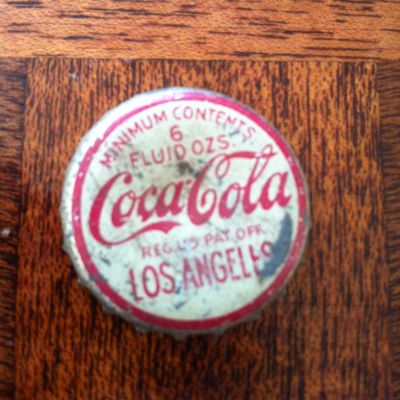 MINIMUM CONTENTS
6
FLUID OZS.
Coca-Cola
REG. U.S. PAT. OFF.
LOS ANGELES